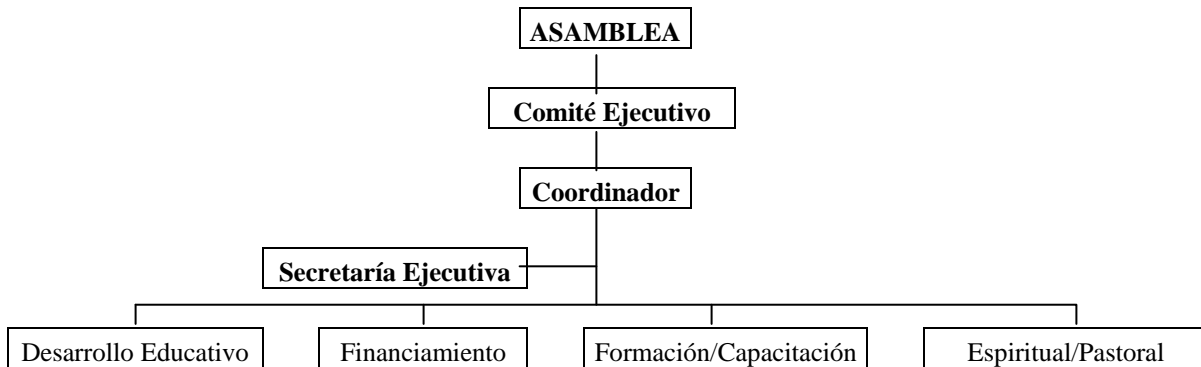 ASAMBLEA
Comité Ejecutivo
Coordinador
Secretaría Ejecutiva
Desarrollo Educativo
Financiamiento
Formación/Capacitación
Espiritual/Pastoral